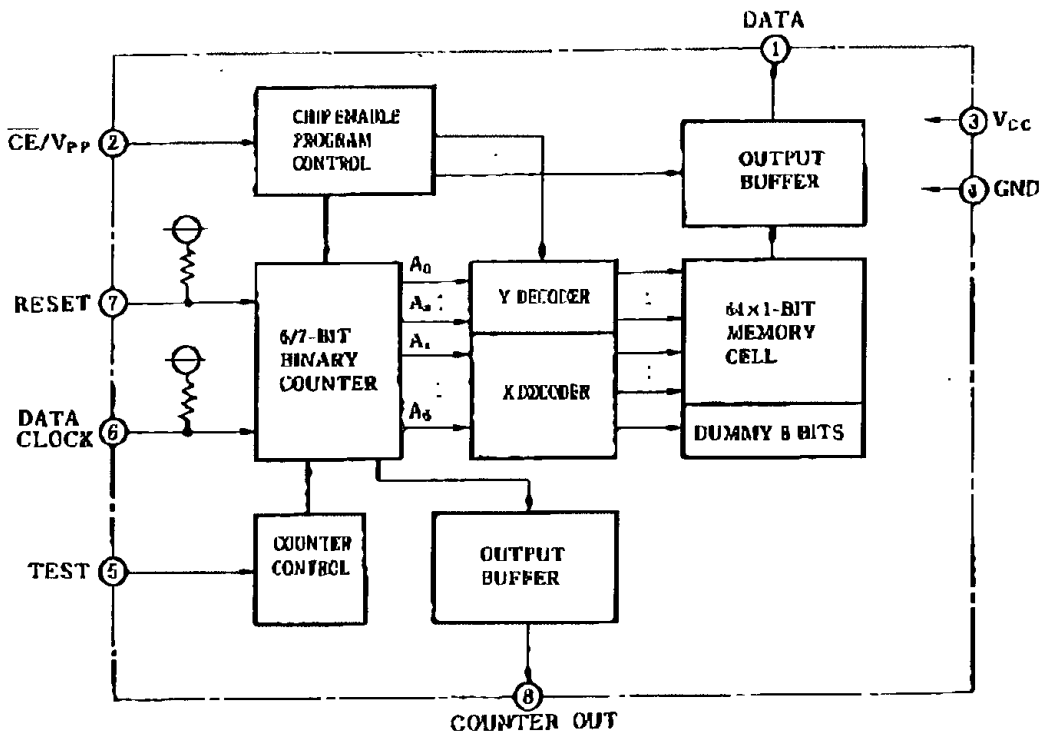 DATA
1
CHIP ENABLE
PROGRAM
CONTROL
CE/VPP
2
3
VCC
OUTPUT
BUFFER
4
GND
RESET
7
6/7-BIT
BINARY
COUNTER
A0
Y DECODER
64×1-BIT
MEMORY
CELL
X DECODER
A6
DATA
CLOCK
6
DUMMY 8 BITS
TEST
5
COUNTER
CONTROL
OUTPUT
BUFFER
8
COUNTER OUT